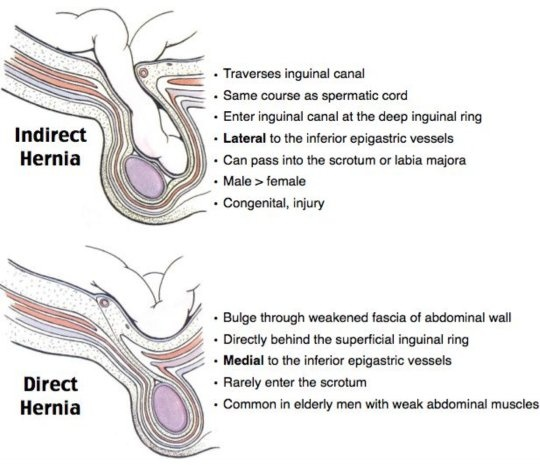 Indirect
Hernia
• Traverses inguinal canal
• Same course as spermatic cord
• Enter inguinal canal at the deep inguinal ring
• Lateral to the inferior epigastric vessels
• Can pass into the scrotum or labia majora
• Male > female
• Congenital, injury
Direct
Hernia
• Bulge through weakened fascia of abdominal wall
• Directly behind the superficial inguinal ring
• Medial to the inferior epigastric vessels
• Rarely enter the scrotum
• Common in elderly men with weak abdominal muscles